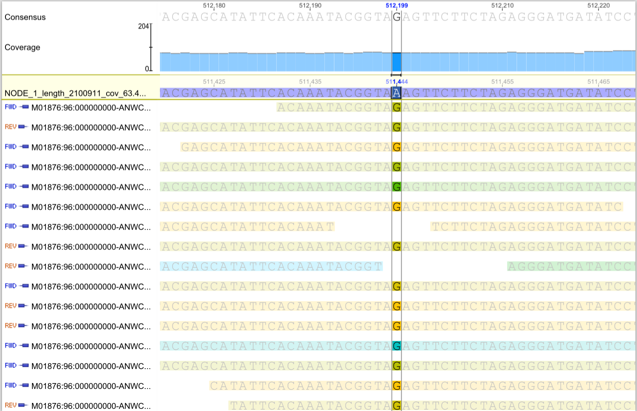 512,180 512,190 512,199 512,210 512,220
Consensus ACGAGCATATTCACAAATACGGTAGAGTTCTTCTAGAGGGATGATATCC
204
Coverage
0
511,425 511,435 511,444 511,455 511,465
NODE_1_length_2100911_cov_63.4... ACGAGCATATTCACAAATACGGTAAAGTTCTTCTAGAGGGATGATATCC
FWD M01876:96:000000000-ANWC... ACAAATACGGTAGAGTTCTTCTAGAGGGATGATATCC
REV M01876:96:000000000-ANWC... ACGAGCATATTCACAAATACGGTAGAGTTCTTCTAGAGGGATGATATCC
FWD M01876:96:000000000-ANWC... GAGCATATTCACAAATACGGTAGAGTTCTTCTAGAGGGATGATATCC
FWD M01876:96:000000000-ANWC... ACGAGCATATTCACAAATACGGTAGAGTTCTTCTAGAGGGATGATATCC
FWD M01876:96:000000000-ANWC... ACGAGCATATTCACAAATACGGTAGAGTTCTTCTAGAGGGATGATATCC
FWD M01876:96:000000000-ANWC... ACGAGCATATTCACAAATACGGTAGAGTTCTTCTAGAGGGATGATATC
FWD M01876:96:000000000-ANWC... ACGAGCATATTCACAAAT TCTTCTAGAGGGATGATATCC
REV M01876:96:000000000-ANWC... ACGAGCATATTCACAAATACGGTAGAGTTCTTCTAGAGGGATGATATCC
REV M01876:96:000000000-ANWC... ACGAGCATATTCACAAATACGGT AGGGATGATATCC
FWD M01876:96:000000000-ANWC... ACGAGCATATTCACAAATACGGTAGAGTTCTTCTAGAGGGATGATATCC
REV M01876:96:000000000-ANWC... ACGAGCATATTCACAAATACGGTAGAGTTCTTCTAGAGGGATGATATCC
REV M01876:96:000000000-ANWC... ACGAGCATATTCACAAATACGGTAGAGTTCTTCTAGAGGGATGATATCC
FWD M01876:96:000000000-ANWC... ACGAGCATATTCACAAATACGGTAGAGTTCTTCTAGAGGGATGATATCC
FWD M01876:96:000000000-ANWC... ACGAGCATATTCACAAATACGGTAGAGTTCTTCTAGAGGGATGATATCC
FWD M01876:96:000000000-ANWC... CATATTCACAAATACGGTAGAGTTCTTCTAGAGGGATGATATCC
REV M01876:96:000000000-ANWC... TATTCACAAATACGGTAGAGTTCTTCTAGAGGGATGATATCC